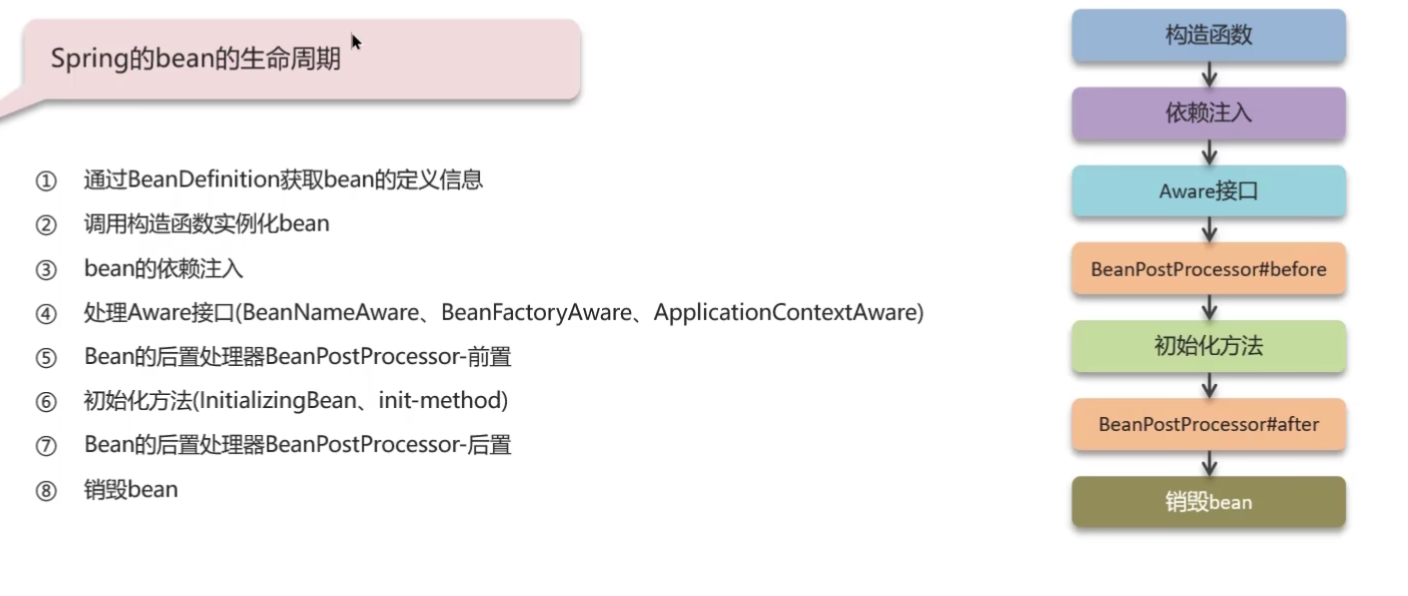 Spring的bean的生命周期
① 通过BeanDefinition获取bean的定义信息
② 调用构造函数实例化bean
③ bean的依赖注入
④ 处理Aware接口(BeanNameAware、BeanFactoryAware、ApplicationContextAware)
⑤ Bean的后置处理器BeanPostProcessor-前置
⑥ 初始化方法(InitializingBean、init-method)
⑦ Bean的后置处理器BeanPostProcessor-后置
⑧ 销毁bean
构造函数
依赖注入
Aware接口
BeanPostProcessor#before
初始化方法
BeanPostProcessor#after
销毁bean